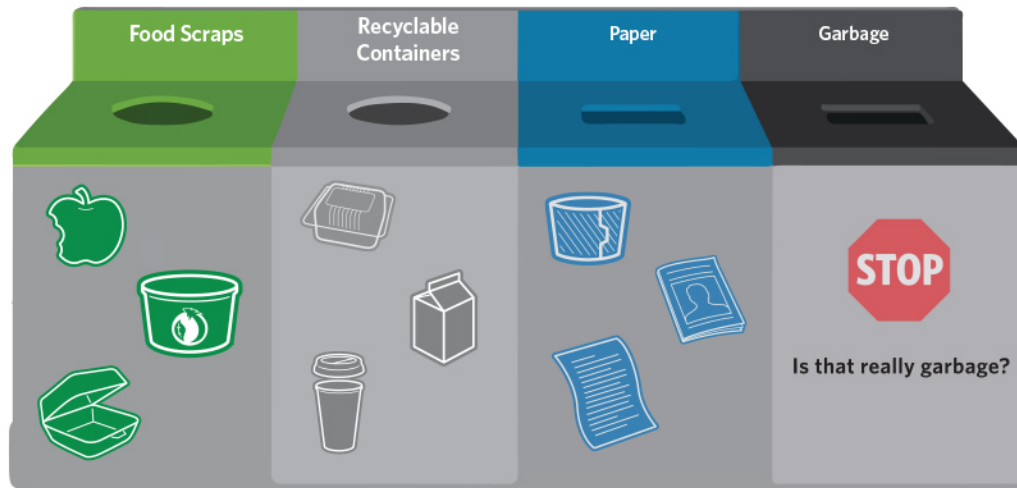 Food Scraps
Recyclable
Containers
Paper
Garbage
STOP
Is that really garbage?